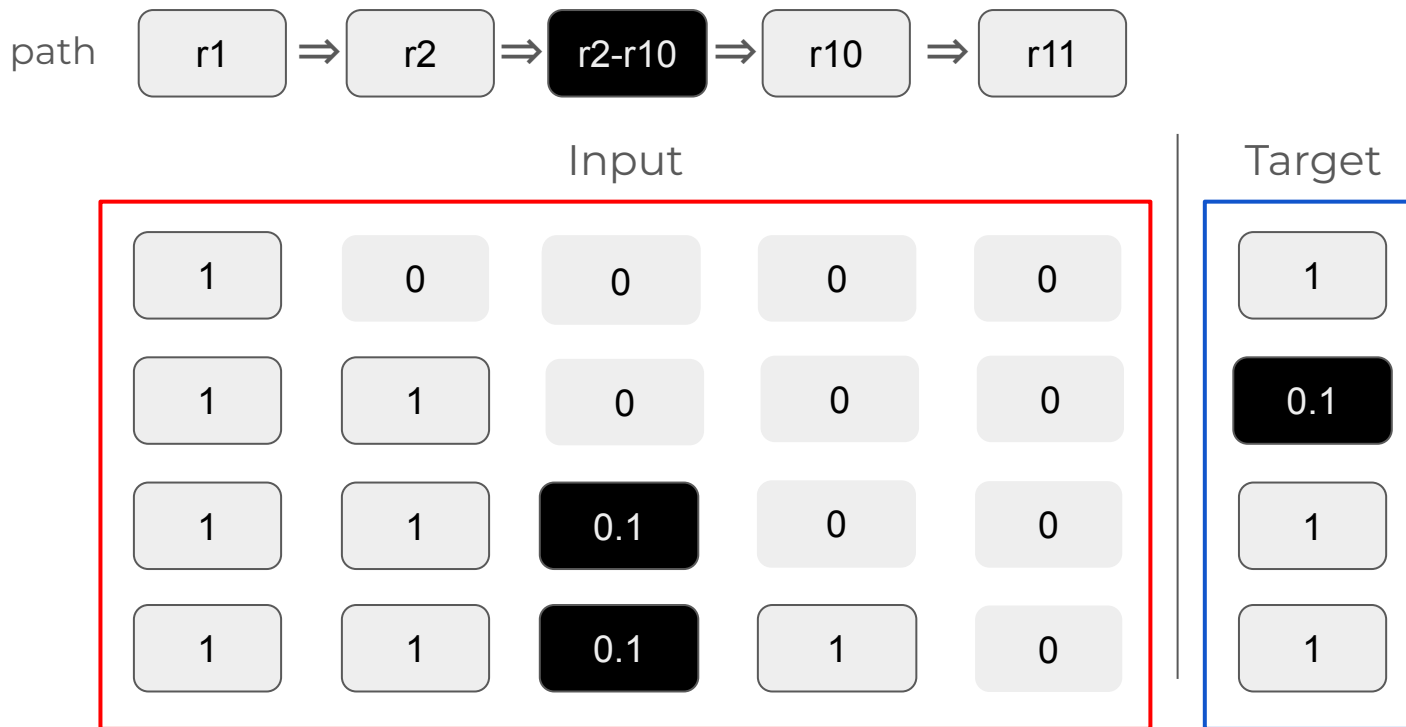 path r1 ⇒ r2 ⇒ r2-r10 ⇒ r10 ⇒ r11
Input Target
1 0 0 0 0 1
1 1 0 0 0 0.1
1 1 0.1 0 0 1
1 1 0.1 1 0 1